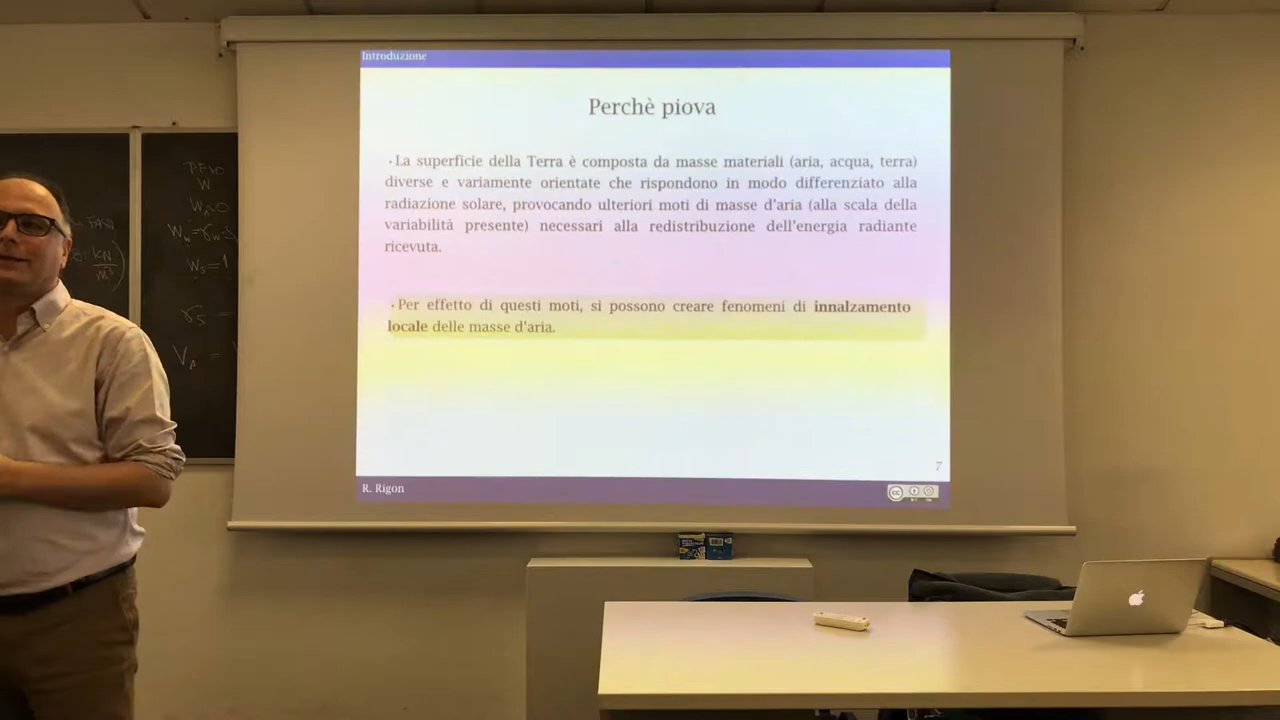 Introduzione
Perchè piova
·La superficie della Terra è composta da masse materiali (aria, acqua, terra)
diverse e variamente orientate che rispondono in modo differenziato alla
radiazione solare, provocando ulteriori moti di masse d'aria (alla scala della
variabilità presente) necessari alla redistribuzione dell'energia radiante
ricevuta.
·Per effetto di questi moti, si possono creare fenomeni di innalzamento
locale delle masse d'aria.
7
R. Rigon
cc
PESO
W